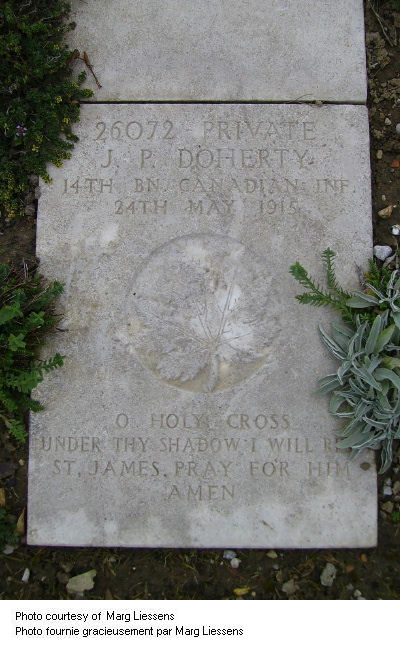 26072 PRIVATE
J. P. DOHERTY
14TH BN. CANADIAN INF.
24TH MAY 1915
O HOLY CROSS
UNDER THY SHADOW I WILL
ST. JAMES, PRAY FOR HIM
AMEN
Photo courtesy of Marg Liessens
Photo fournie gracieusement par Marg Liessens